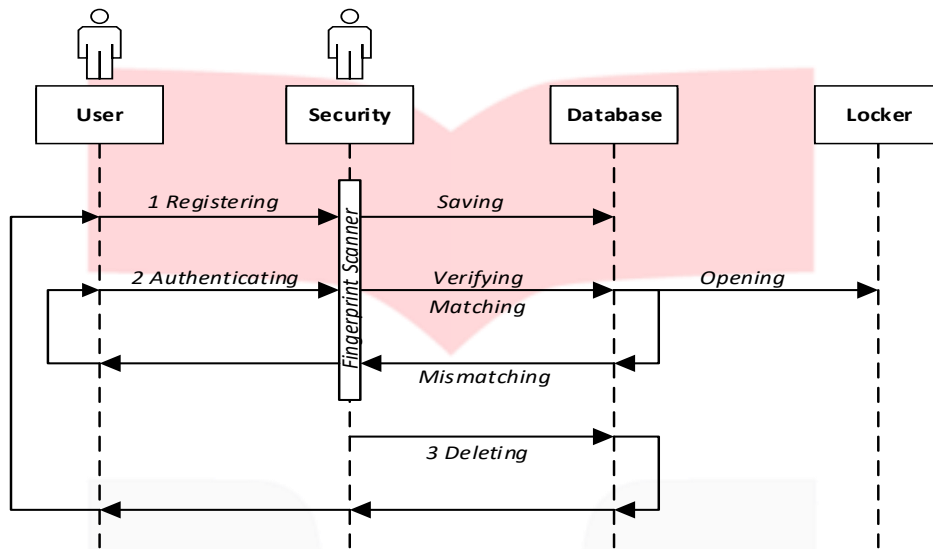 User
Security
Database
Locker
1 Registering
Saving
Fingerprint Scanner
2 Authenticating
Verifying
Opening
Matching
Mismatching
3 Deleting